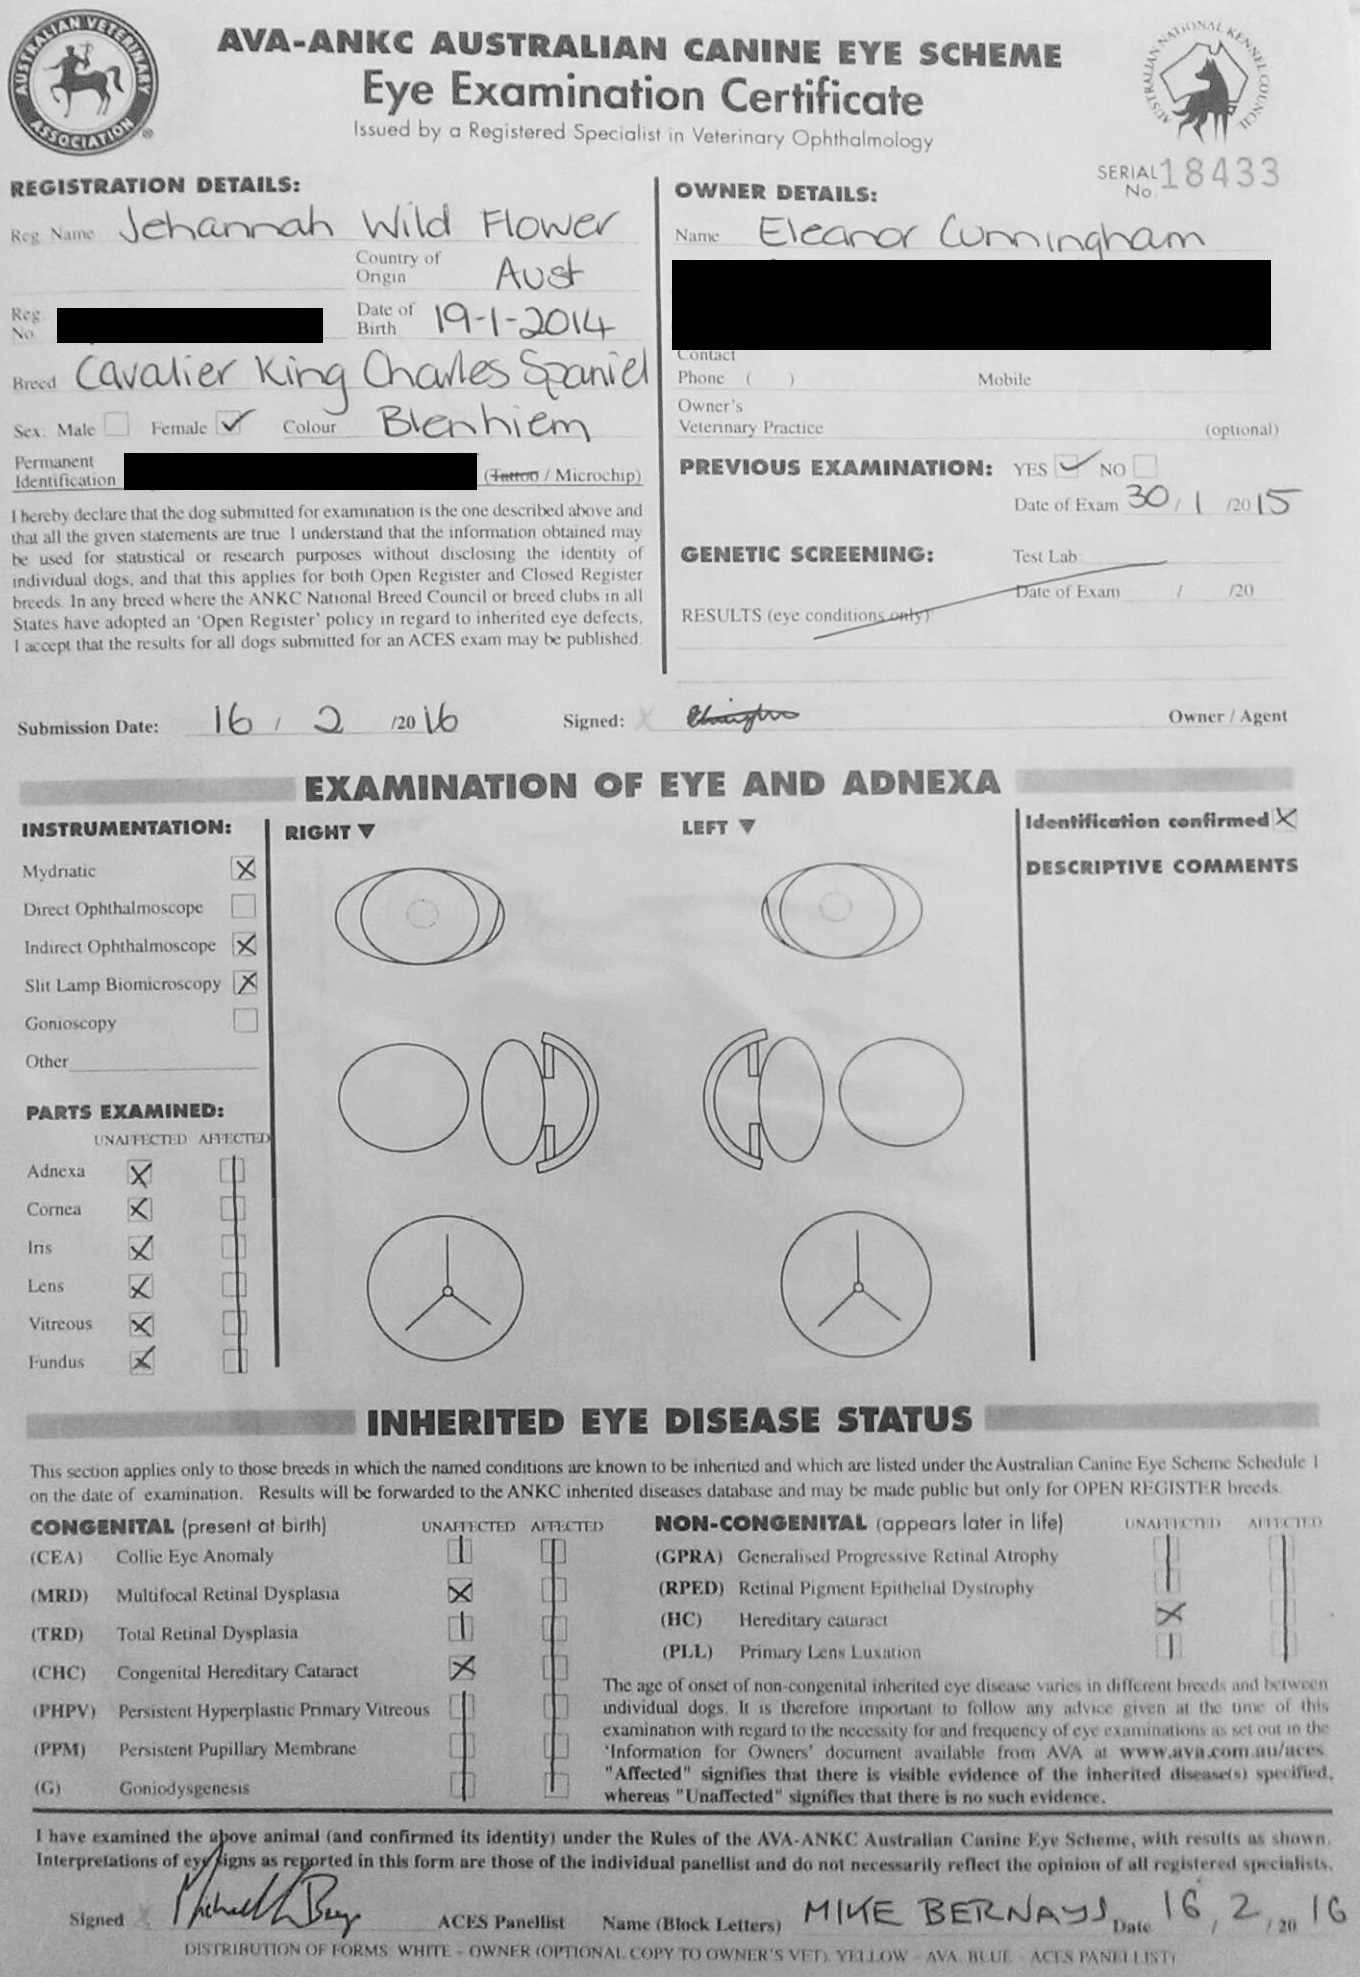 AUSTRALIAN VETERINARY ASSOCIATION
AVA-ANKC AUSTRALIAN CANINE EYE SCHEME
Eye Examination Certificate
Issued by a Registered Specialist in Veterinary Ophthalmology
AUSTRALIAN NATIONAL KENNEL COUNCIL
SERIAL No. 18433
REGISTRATION DETAILS:
Reg. Name Jehannah Wild Flower
Country of Origin Aust
Reg. No.
Date of Birth 19-1-2014
Breed Cavalier King Charles Spaniel
Sex: Male Female Colour Blenhiem
Permanent Identification (Tattoo / Microchip)
I hereby declare that the dog submitted for examination is the one described above and
that all the given statements are true. I understand that the information obtained may
be used for statistical or research purposes without disclosing the identity of
individual dogs, and that this applies for both Open Register and Closed Register
breeds. In any breed where the ANKC National Breed Council or breed clubs in all
States have adopted an 'Open Register' policy in regard to inherited eye defects,
I accept that the results for all dogs submitted for an ACES exam may be published.
OWNER DETAILS:
Name Eleanor Cunningham
Contact
Phone ( ) Mobile
Owner's
Veterinary Practice (optional)
PREVIOUS EXAMINATION: YES NO
Date of Exam 30 / 1 /2015
GENETIC SCREENING: Test Lab
Date of Exam / /20
RESULTS (eye conditions only)
Submission Date: 16 / 2 /2016 Signed: X Owner / Agent
EXAMINATION OF EYE AND ADNEXA
INSTRUMENTATION:
Mydriatic
Direct Ophthalmoscope
Indirect Ophthalmoscope
Slit Lamp Biomicroscopy
Gonioscopy
Other
PARTS EXAMINED:
UNAFFECTED AFFECTED
Adnexa
Cornea
Iris
Lens
Vitreous
Fundus
RIGHT LEFT
Identification confirmed
DESCRIPTIVE COMMENTS
INHERITED EYE DISEASE STATUS
This section applies only to those breeds in which the named conditions are known to be inherited and which are listed under the Australian Canine Eye Scheme Schedule 1
on the date of examination. Results will be forwarded to the ANKC inherited diseases database and may be made public but only for OPEN REGISTER breeds.
CONGENITAL (present at birth) UNAFFECTED AFFECTED
(CEA) Collie Eye Anomaly
(MRD) Multifocal Retinal Dysplasia
(TRD) Total Retinal Dysplasia
(CHC) Congenital Hereditary Cataract
(PHPV) Persistent Hyperplastic Primary Vitreous
(PPM) Persistent Pupillary Membrane
(G) Goniodysgenesis
NON-CONGENITAL (appears later in life) UNAFFECTED AFFECTED
(GPRA) Generalised Progressive Retinal Atrophy
(RPED) Retinal Pigment Epithelial Dystrophy
(HC) Hereditary cataract
(PLL) Primary Lens Luxation
The age of onset of non-congenital inherited eye disease varies in different breeds and between
individual dogs. It is therefore important to follow any advice given at the time of this
examination with regard to the necessity for and frequency of eye examinations as set out in the
'Information for Owners' document available from AVA at www.ava.com.au/aces
"Affected" signifies that there is visible evidence of the inherited disease(s) specified,
whereas "Unaffected" signifies that there is no such evidence.
I have examined the above animal (and confirmed its identity) under the Rules of the AVA-ANKC Australian Canine Eye Scheme, with results as shown.
Interpretations of eye signs as reported in this form are those of the individual panellist and do not necessarily reflect the opinion of all registered specialists.
Signed X ACES Panellist Name (Block Letters) MIKE BERNAYS Date 16 / 2 / 2016
DISTRIBUTION OF FORMS: WHITE - OWNER (OPTIONAL COPY TO OWNER'S VET), YELLOW - AVA, BLUE - ACES PANELLIST